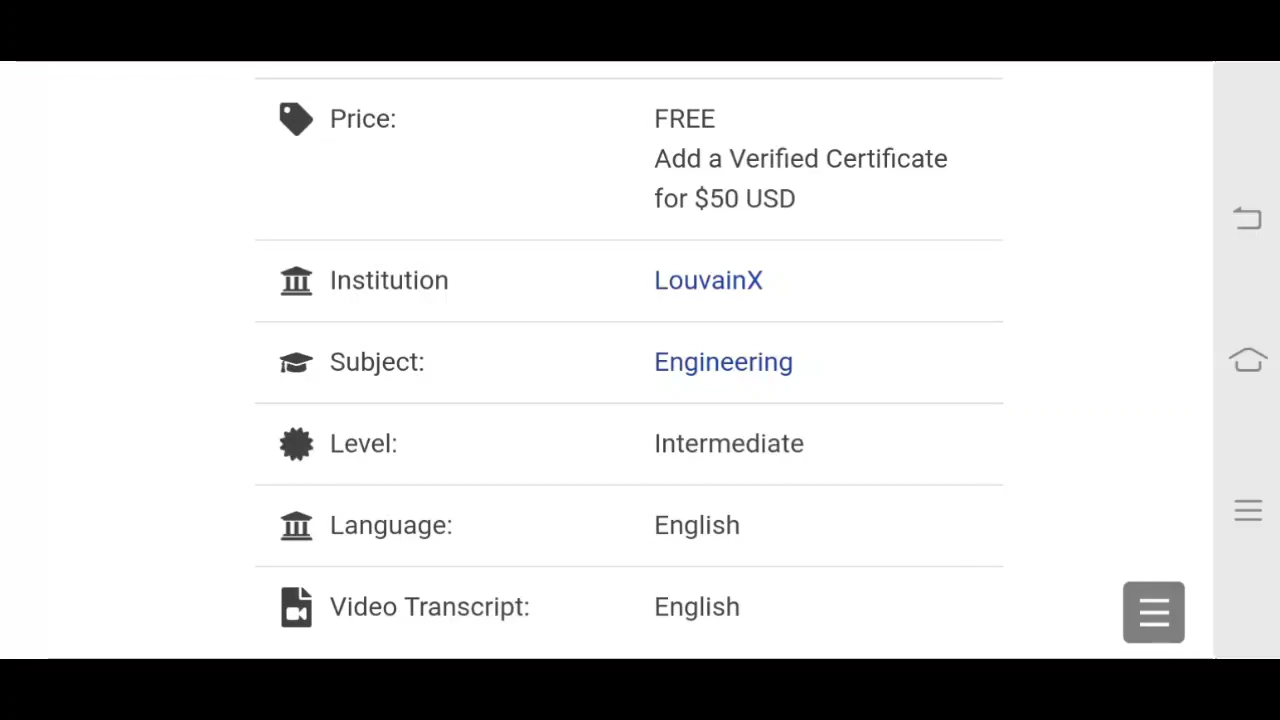 Price: FREE
Add a Verified Certificate
for $50 USD
Institution LouvainX
Subject: Engineering
Level: Intermediate
Language: English
Video Transcript: English